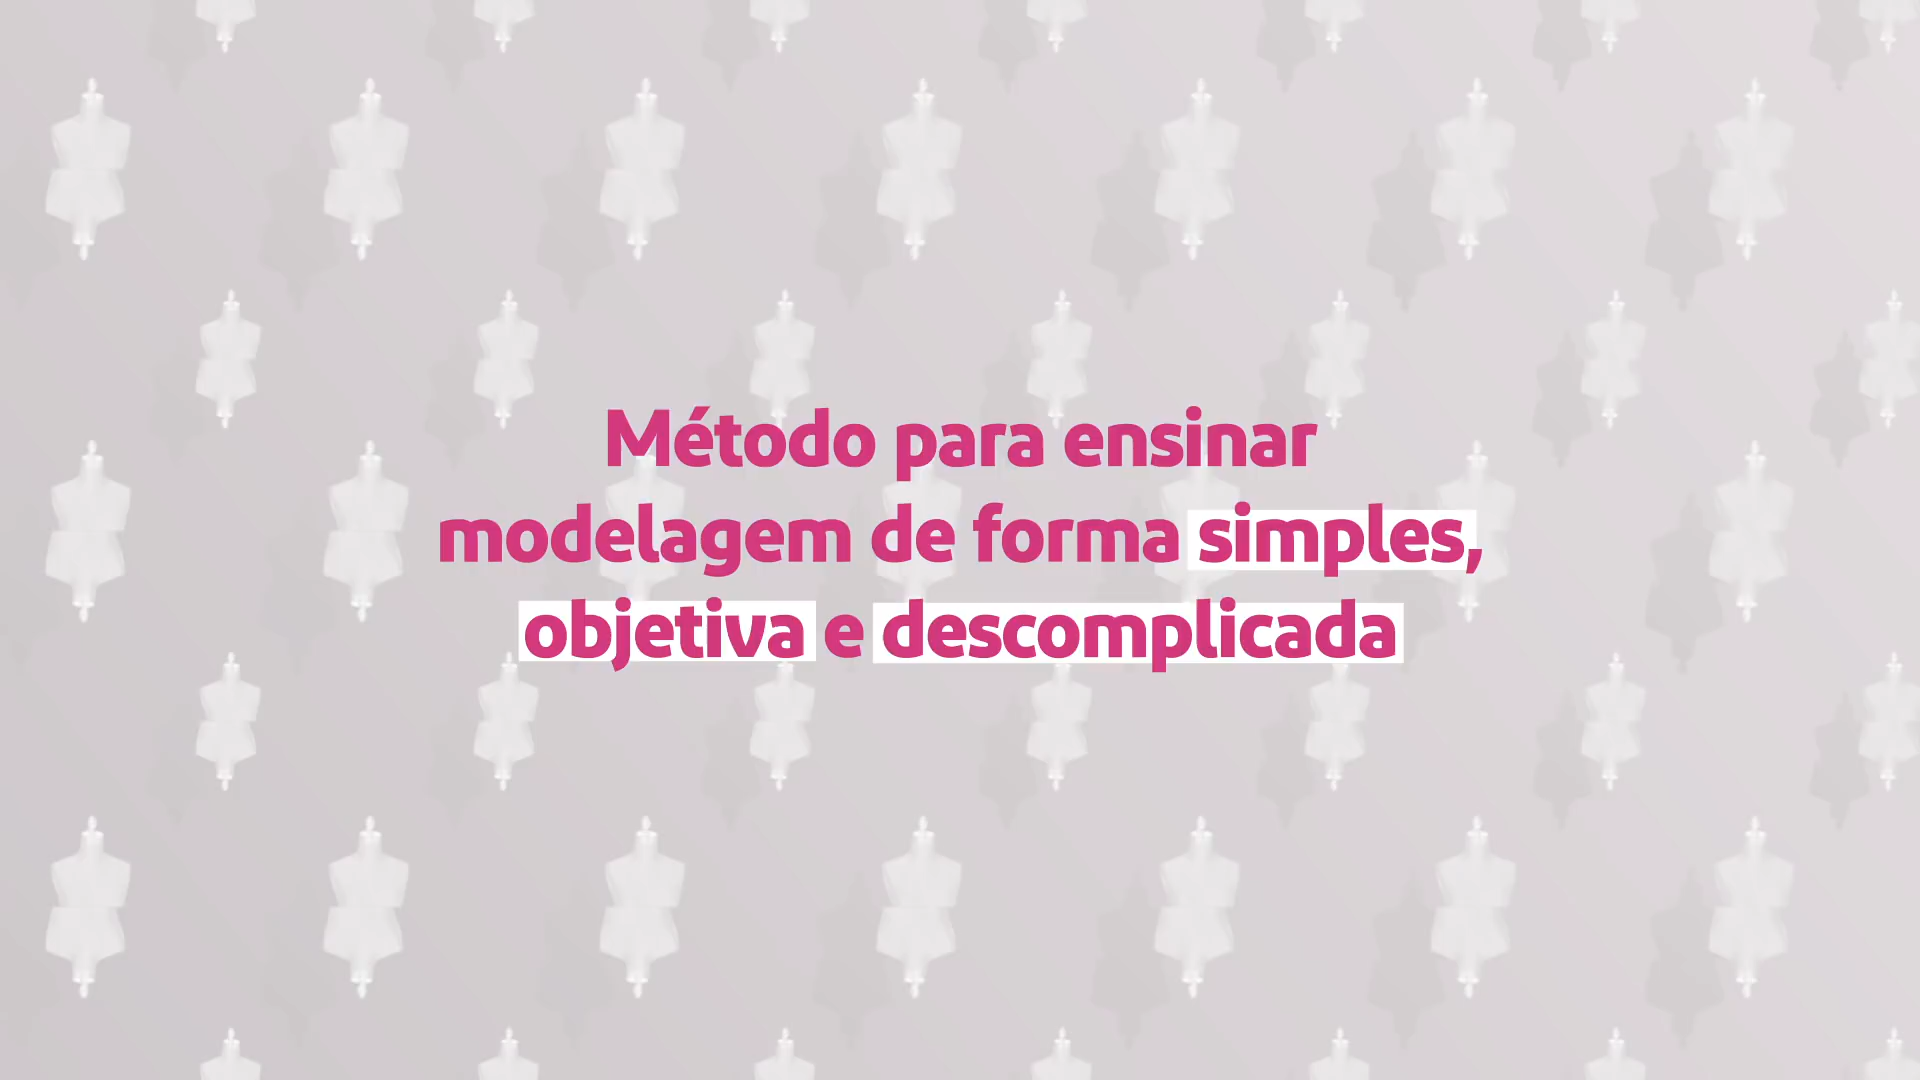 Método para ensinar
modelagem de forma simples,
objetiva e descomplicada